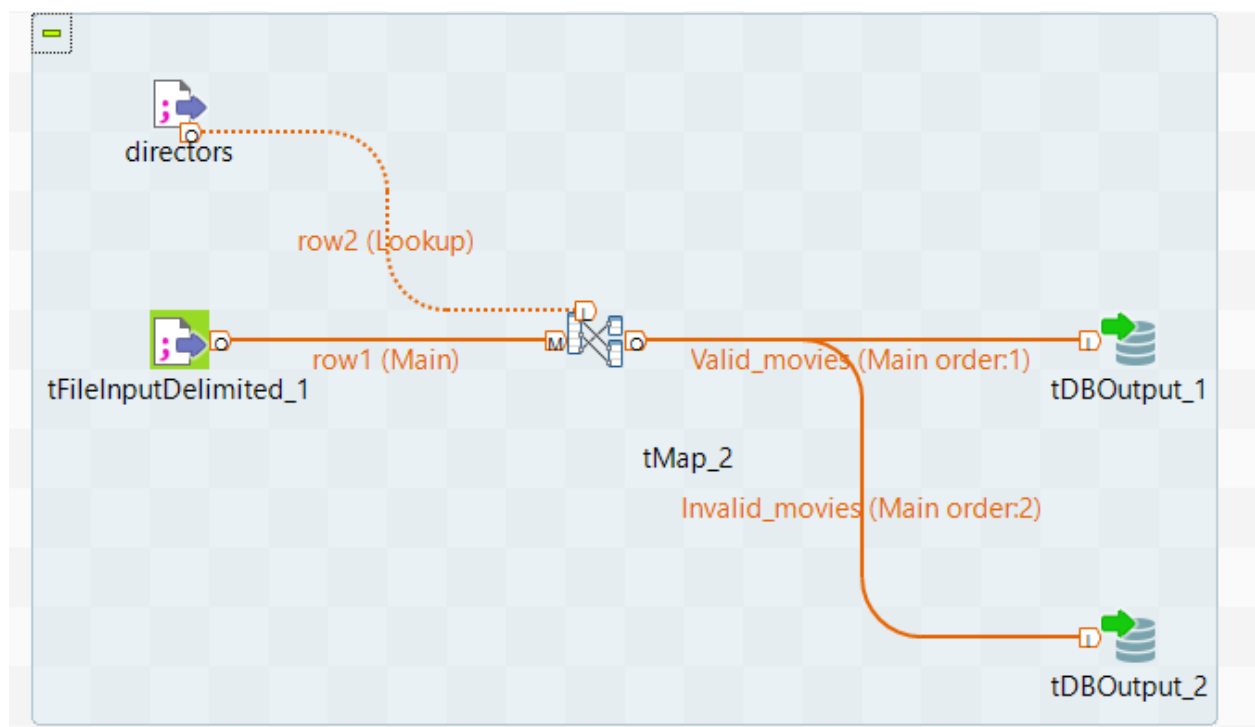 directors
row2 (Lookup)
row1 (Main)
Valid_movies (Main order:1)
tFileInputDelimited_1
tDBOutput_1
tMap_2
Invalid_movies (Main order:2)
tDBOutput_2